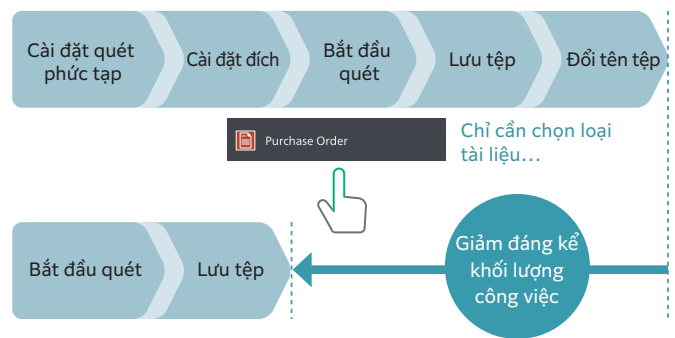 Cài đặt quét
phức tạp
Cài đặt đích
Bắt đầu
quét
Lưu tệp
Đổi tên tệp
Purchase Order
Chỉ cần chọn loại
tài liệu...
Bắt đầu quét
Lưu tệp
Giảm đáng kể
khối lượng
công việc